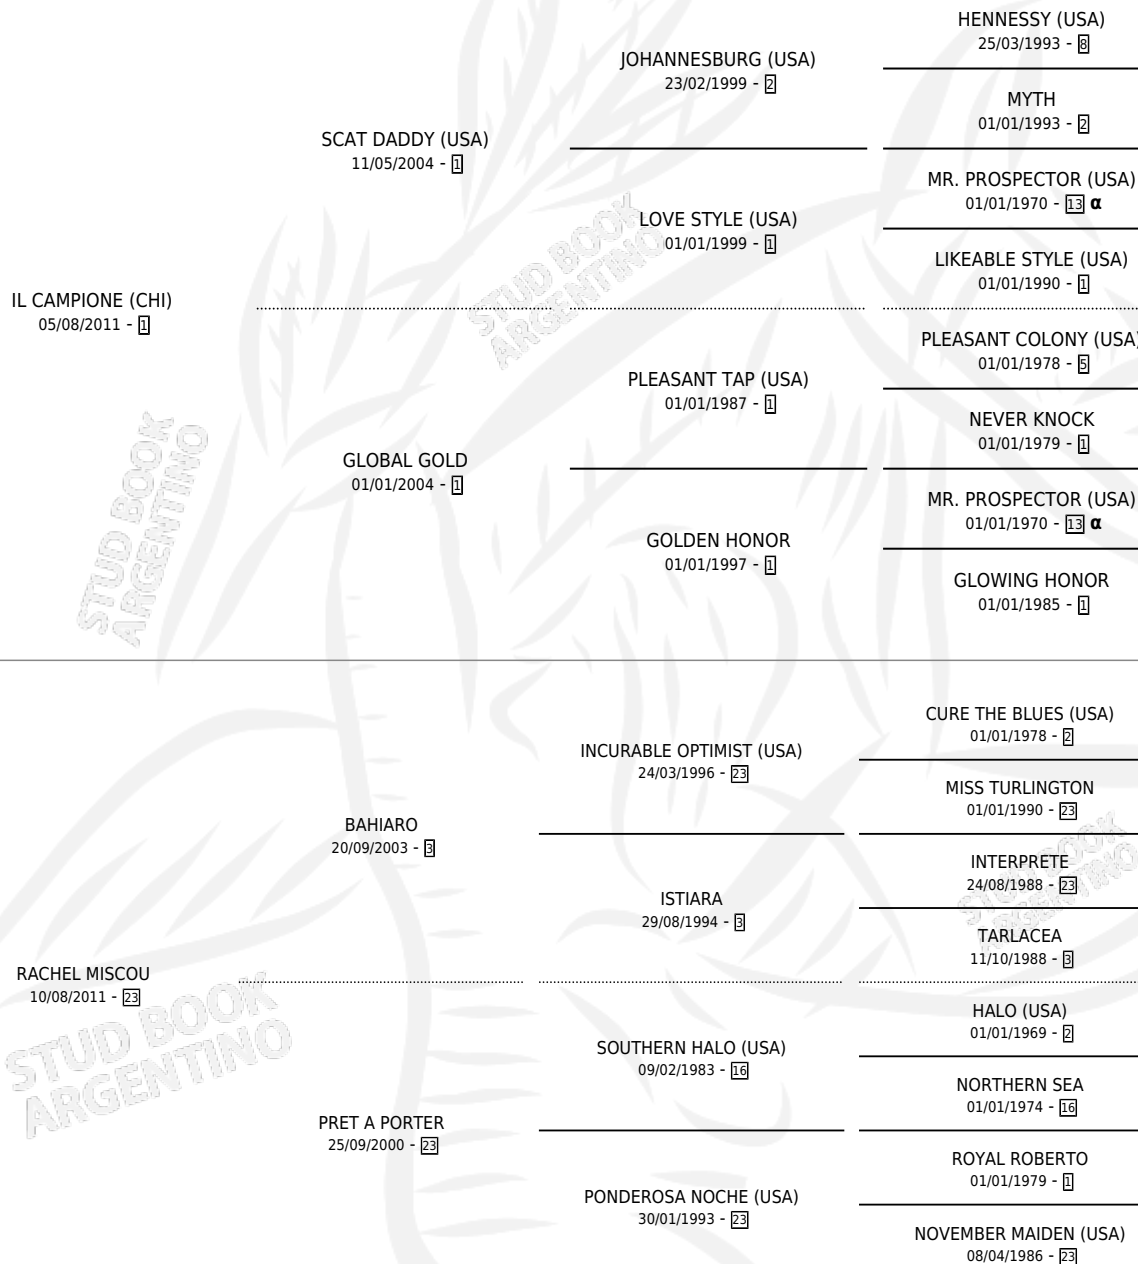 HENNESSY (USA)
25/03/1993 - 8
JOHANNESBURG (USA)
23/02/1999 - 2
MYTH
01/01/1993 - 2
SCAT DADDY (USA)
11/05/2004 - 1
MR. PROSPECTOR (USA)
01/01/1970 - 13 α
LOVE STYLE (USA)
01/01/1999 - 1
LIKEABLE STYLE (USA)
01/01/1990 - 1
IL CAMPIONE (CHI)
05/08/2011 - 1
PLEASANT COLONY (USA)
01/01/1978 - 5
PLEASANT TAP (USA)
01/01/1987 - 1
NEVER KNOCK
01/01/1979 - 1
GLOBAL GOLD
01/01/2004 - 1
MR. PROSPECTOR (USA)
01/01/1970 - 13 α
GOLDEN HONOR
01/01/1997 - 1
GLOWING HONOR
01/01/1985 - 1
CURE THE BLUES (USA)
01/01/1978 - 2
INCURABLE OPTIMIST (USA)
24/03/1996 - 23
MISS TURLINGTON
01/01/1990 - 23
BAHIARO
20/09/2003 - 3
INTERPRETE
24/08/1988 - 23
ISTIARA
29/08/1994 - 3
TARLACEA
11/10/1988 - 3
RACHEL MISCOU
10/08/2011 - 23
HALO (USA)
01/01/1969 - 2
SOUTHERN HALO (USA)
09/02/1983 - 16
NORTHERN SEA
01/01/1974 - 16
PRET A PORTER
25/09/2000 - 23
ROYAL ROBERTO
01/01/1979 - 1
PONDEROSA NOCHE (USA)
30/01/1993 - 23
NOVEMBER MAIDEN (USA)
08/04/1986 - 23
STUD BOOK
ARGENTINO
STUD BOOK
ARGENTINO
STUD BOOK
ARGENTINO
STUD BOOK
ARGENTINO